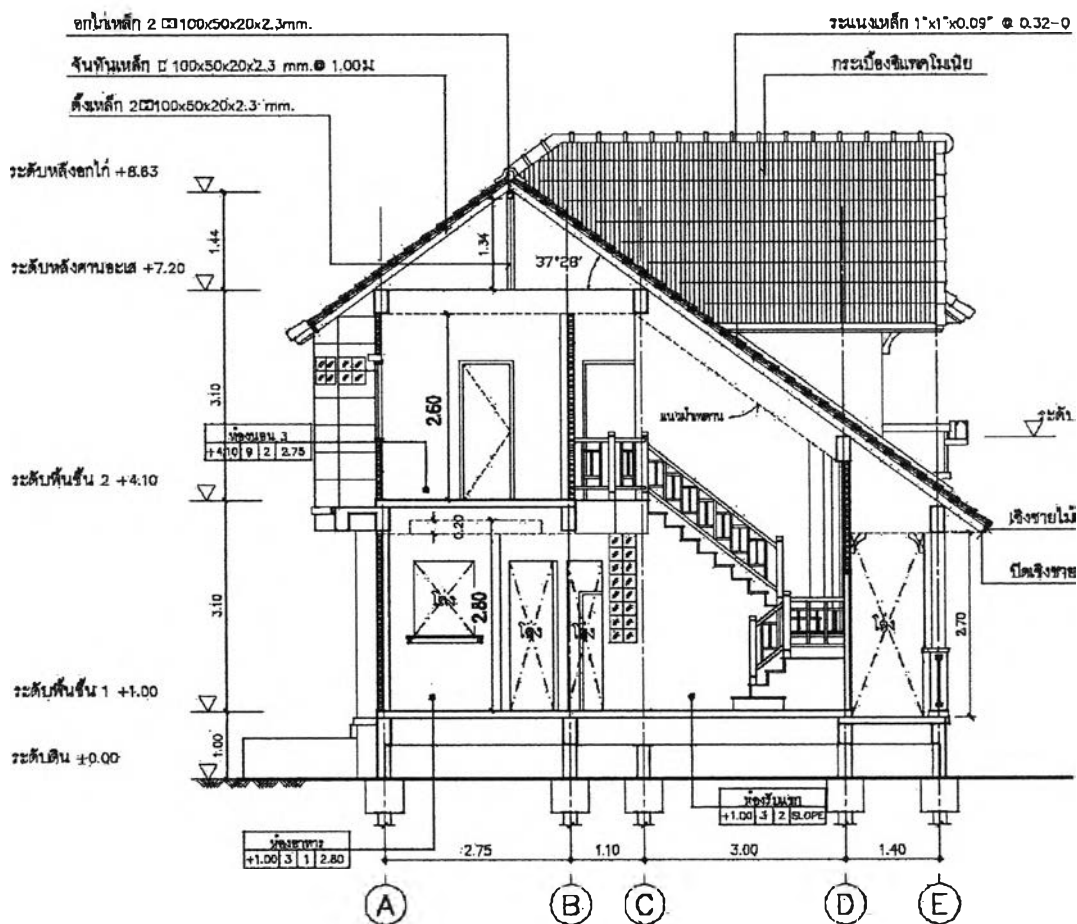 อกไก่เหล็ก 2 100x50x20x2.3mm.
ระแนงเหล็ก 1"x1"x0.09" @ 0.32-0
จันทันเหล็ก 100x50x20x2.3 mm.@ 1.00ม
กระเบื้องซีแพคโมเนีย
ดั้งเหล็ก 2 100x50x20x2.3 mm.
ระดับหลังอกไก่ +8.63
1.44
1.34
37°28'
ระดับหลังคานอะเส +7.20
3.10
2.60
แนวฝ้าเพดาน
ระดับ
ห้องนอน 3
+4.10 9 2 2.75
ระดับพื้นชั้น 2 +4.10
0.20
เชิงชายไม้
ปิดเชิงชาย
3.10
2.80
2.70
ระดับพื้นชั้น 1 +1.00
1.00
ระดับดิน ±0.00
ห้องรับแขก
+1.00 3 2 SLOPE
ห้องอาหาร
+1.00 3 1 2.80
2.75 1.10 3.00 1.40
A B C D E